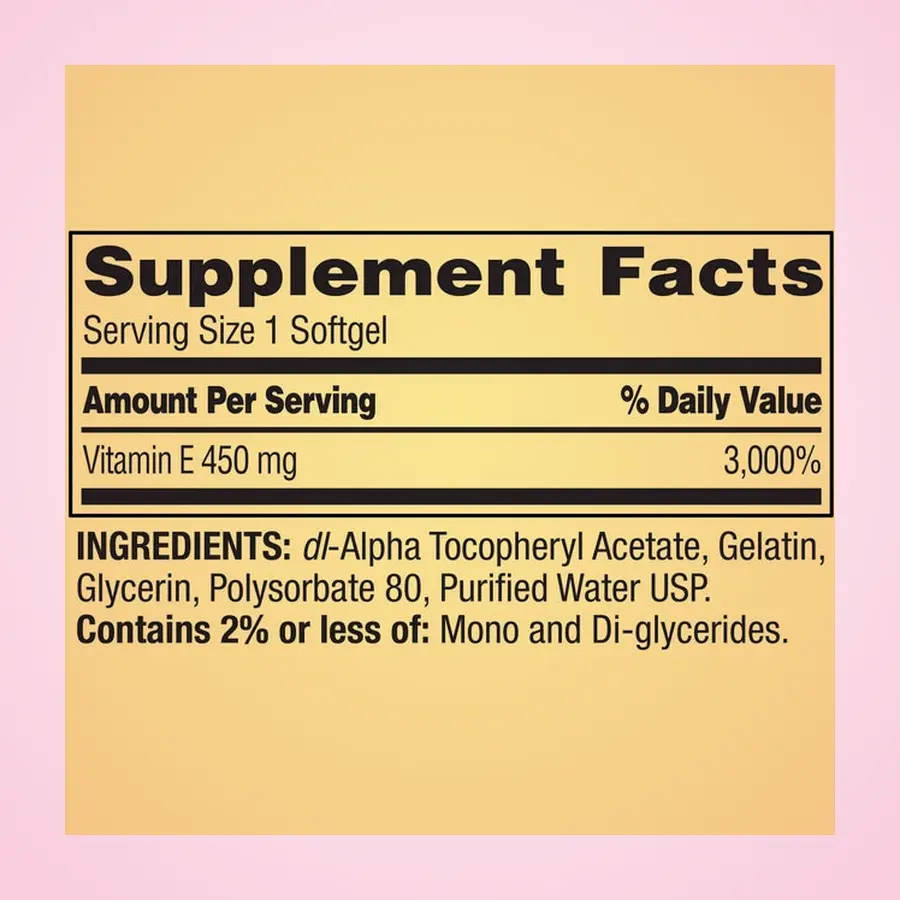 Supplement Facts
Serving Size 1 Softgel
Amount Per Serving % Daily Value
Vitamin E 450 mg 3,000%
INGREDIENTS: dl-Alpha Tocopheryl Acetate, Gelatin,
Glycerin, Polysorbate 80, Purified Water USP.
Contains 2% or less of: Mono and Di-glycerides.